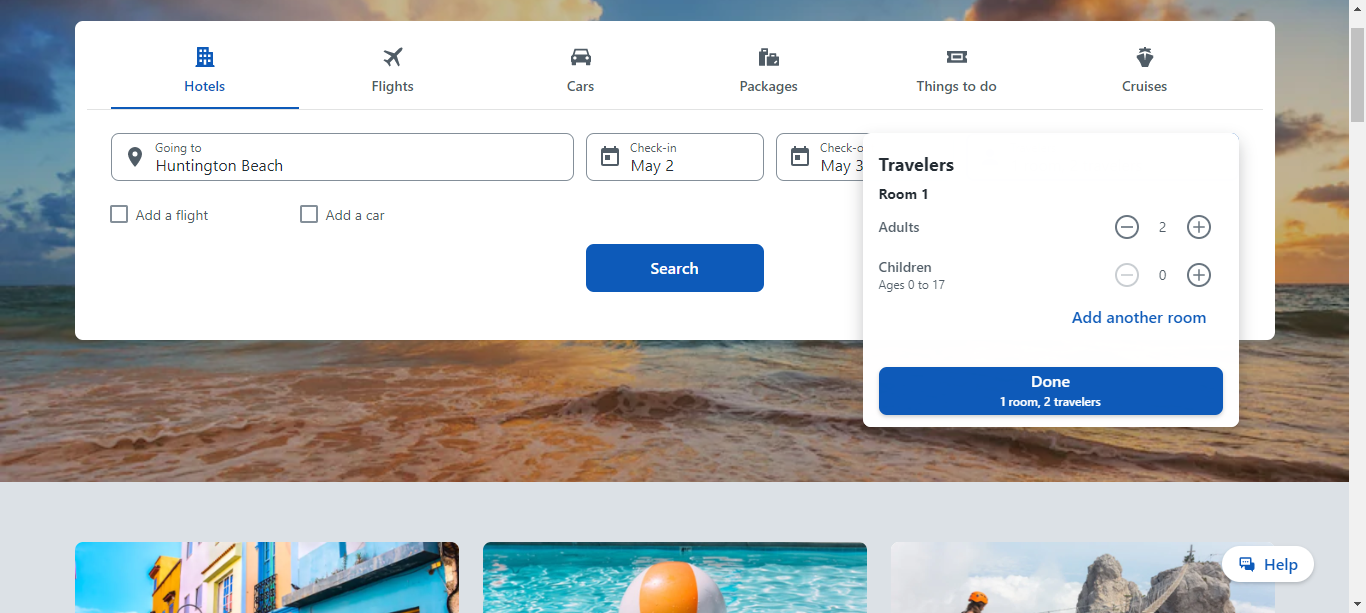 Hotels
Flights
Cars
Packages
Things to do
Cruises
Going to
Huntington Beach
Check-in
May 2
Check-o
May 3
Add a flight
Add a car
Search
Travelers
Room 1
Adults
2
Children
0
Ages 0 to 17
Add another room
Done
1 room, 2 travelers
Help